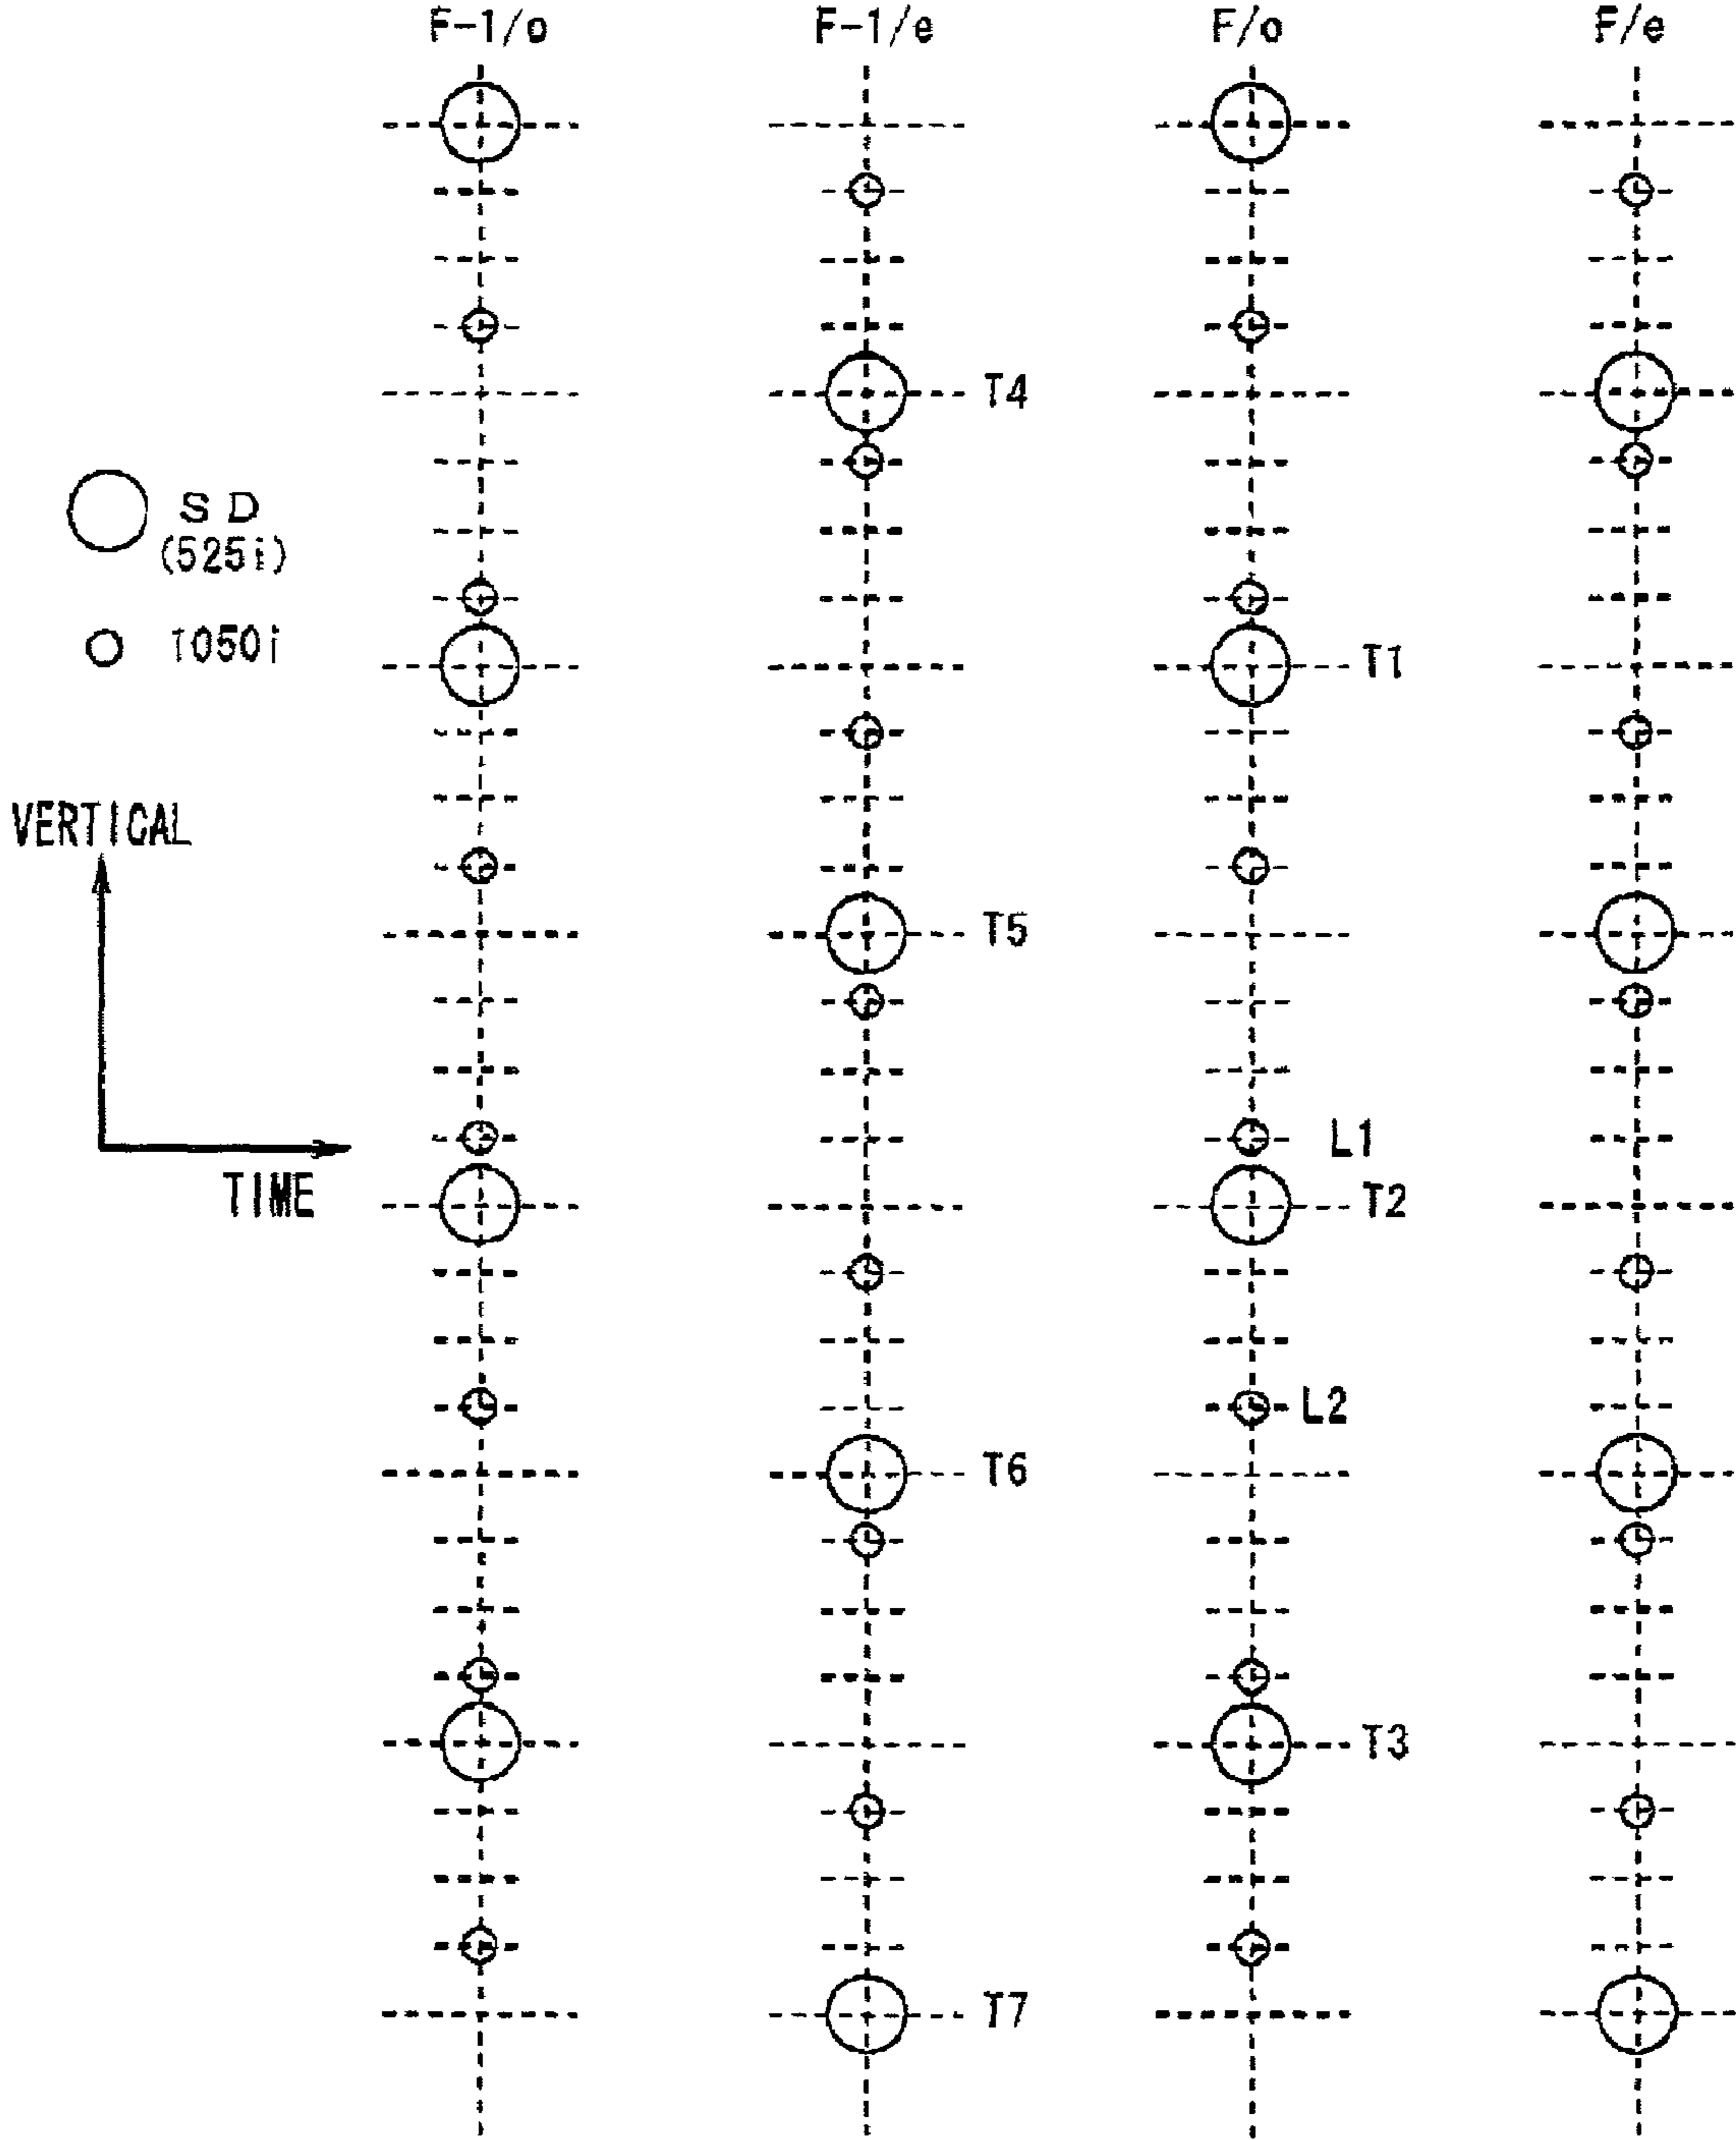 F-1/o F-1/e F/o F/e
T4
SD
(525i)
1050i
T1
VERTICAL
T5
L1
TIME
T2
L2
T6
T3
T7